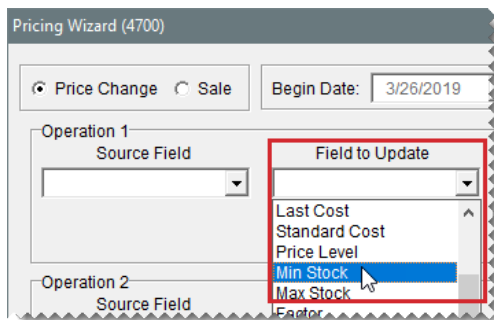 Pricing Wizard (4700)
Price Change Sale Begin Date: 3/26/2019
Operation 1
Source Field Field to Update
Last Cost
Standard Cost
Price Level
Min Stock
Max Stock
Operation 2
Source Field
Factor